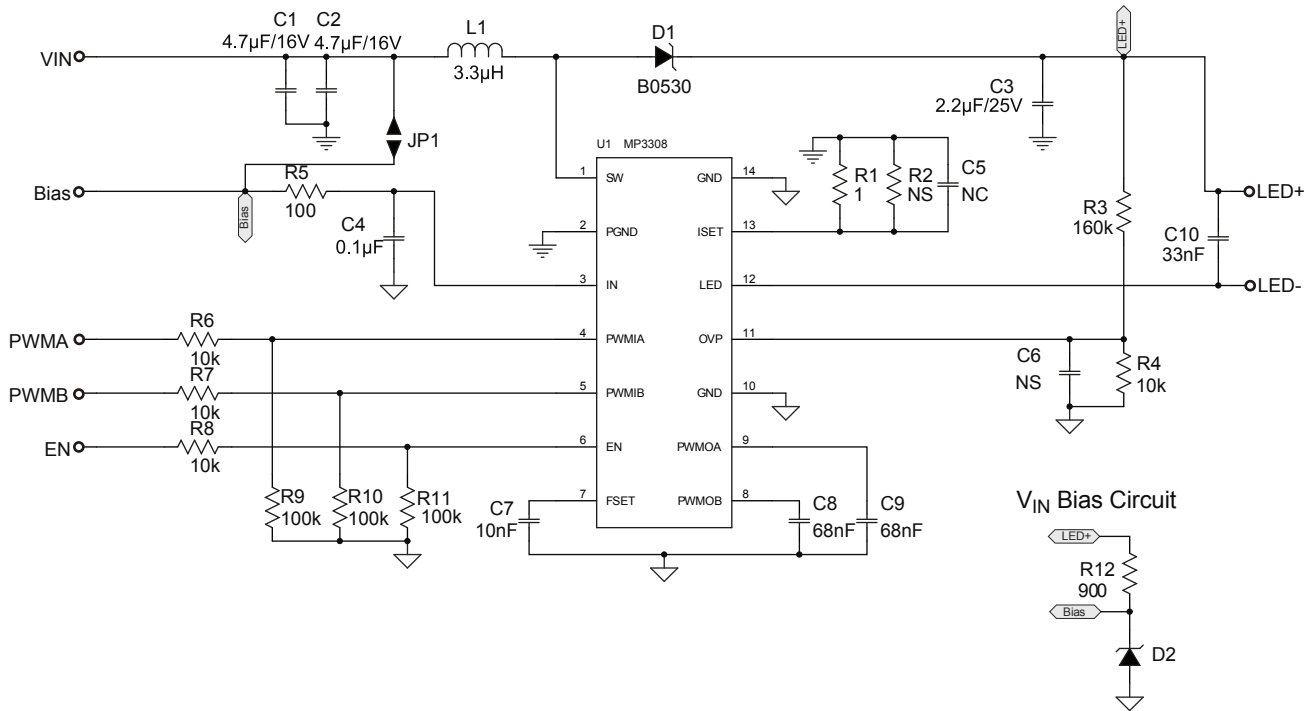 C1
C2
4.7µF/16V
4.7µF/16V
L1
3.3µH
D1
B0530
LED+
VIN
C3
2.2µF/25V
JP1
U1 MP3308
Bias
R5
100
Bias
C4
0.1µF
1
SW
2
PGND
3
IN
4
PWMIA
5
PWMIB
6
EN
7
FSET
GND
14
ISET
13
LED
12
OVP
11
GND
10
PWMOA
9
PWMOB
8
R1
1
R2
NS
C5
NC
R3
160k
LED+
C10
33nF
LED-
PWMA
R6
10k
PWMB
R7
10k
EN
R8
10k
C6
NS
R4
10k
R9
100k
R10
100k
R11
100k
C7
10nF
C8
68nF
C9
68nF
VIN Bias Circuit
LED+
R12
900
Bias
D2